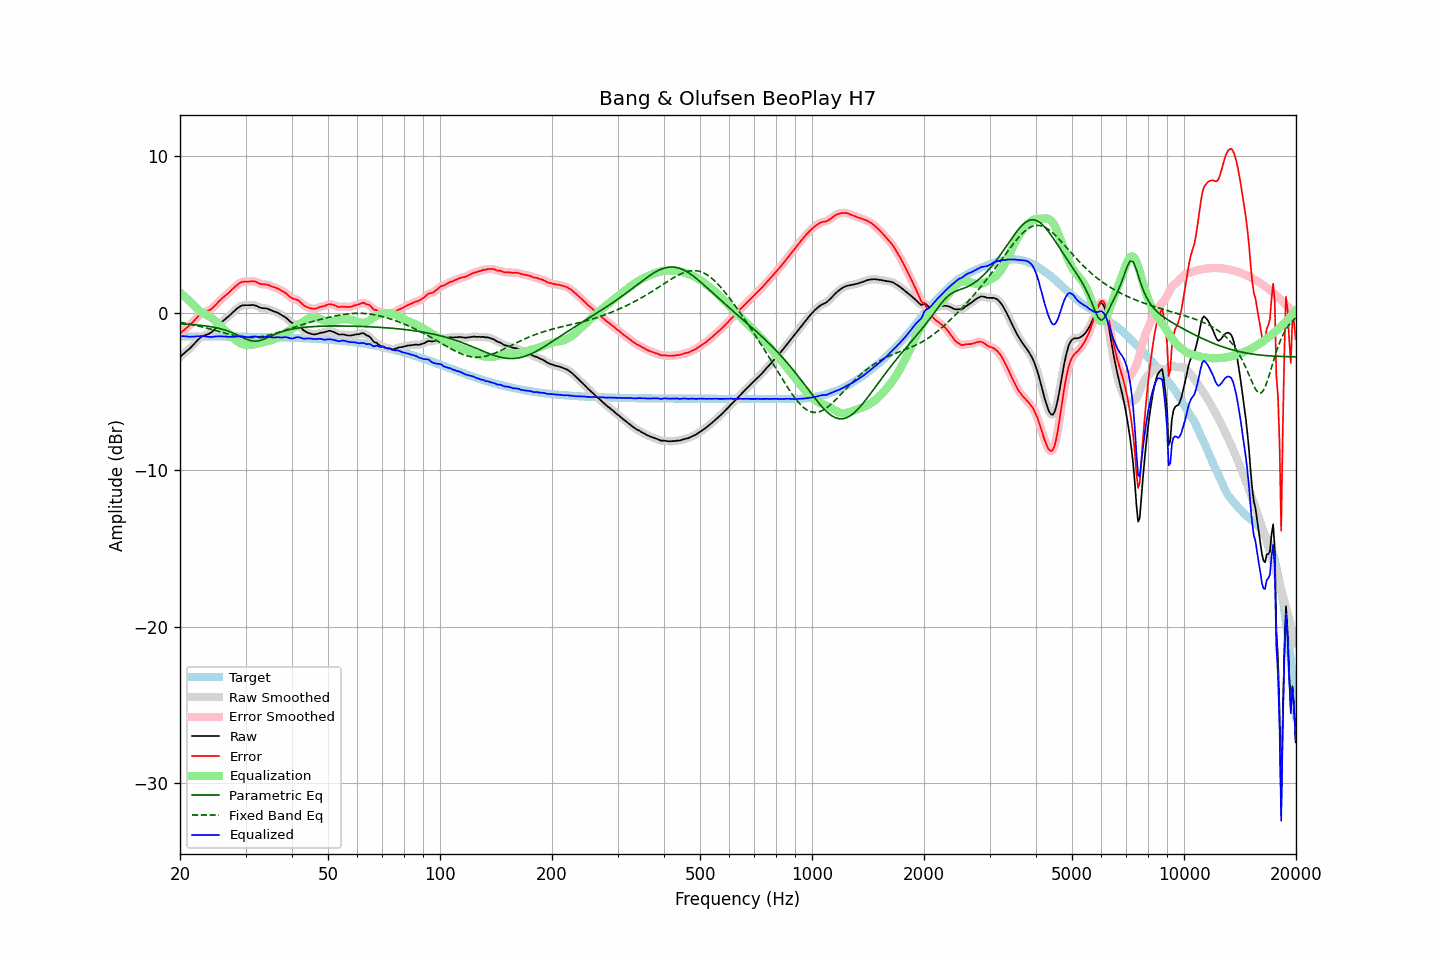 Bang & Olufsen BeoPlay H7
Amplitude (dBr)
10
0
−10
−20
−30
Target
Raw Smoothed
Error Smoothed
Raw
Error
Equalization
Parametric Eq
Fixed Band Eq
Equalized
20 50 100 200 500 1000 2000 5000 10000 20000
Frequency (Hz)